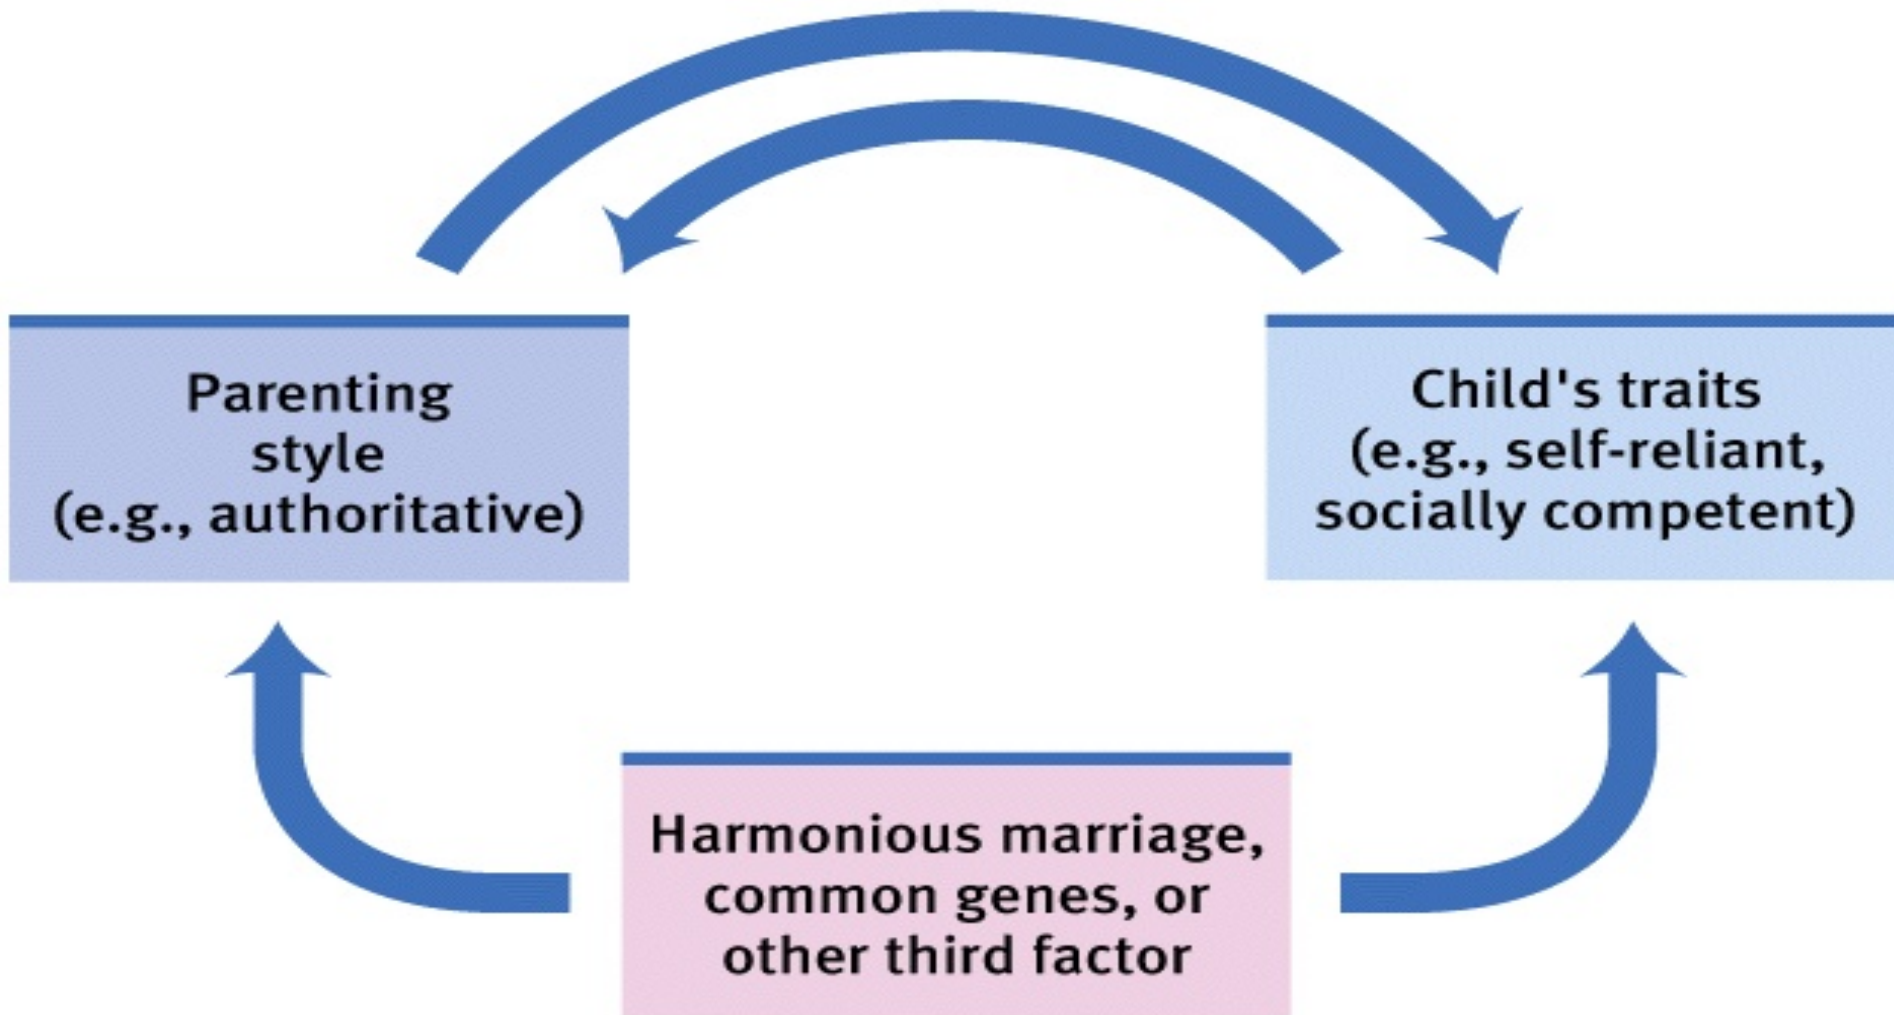 Parenting
style
(e.g., authoritative)
Child's traits
(e.g., self-reliant,
socially competent)
Harmonious marriage,
common genes, or
other third factor